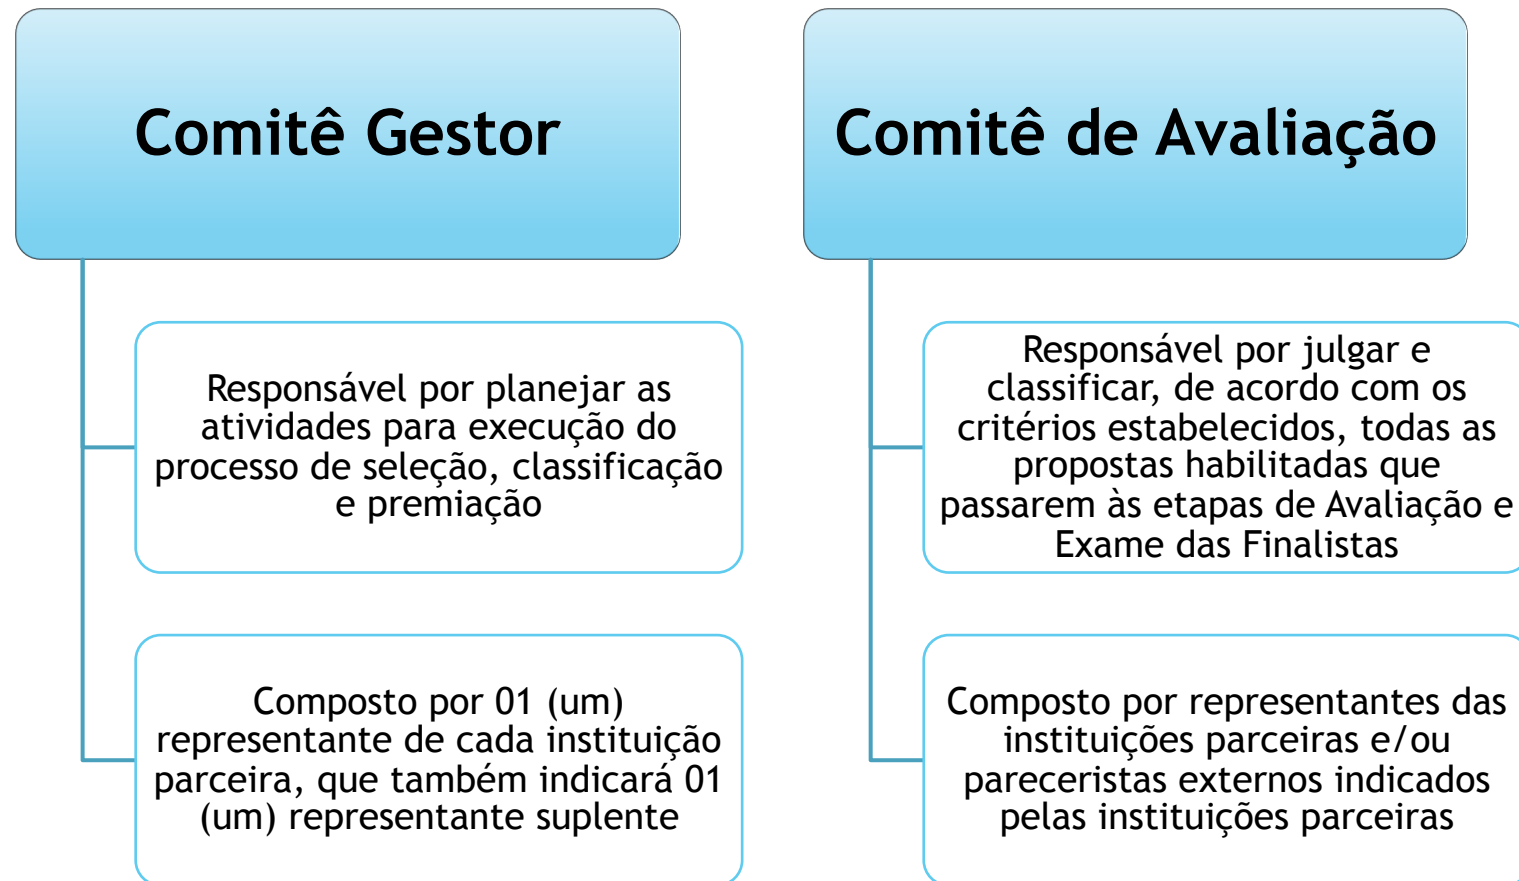 Comitê Gestor
Responsável por planejar as
atividades para execução do
processo de seleção, classificação
e premiação
Composto por 01 (um)
representante de cada instituição
parceira, que também indicará 01
(um) representante suplente
Comitê de Avaliação
Responsável por julgar e
classificar, de acordo com os
critérios estabelecidos, todas as
propostas habilitadas que
passarem às etapas de Avaliação e
Exame das Finalistas
Composto por representantes das
instituições parceiras e/ou
pareceristas externos indicados
pelas instituições parceiras